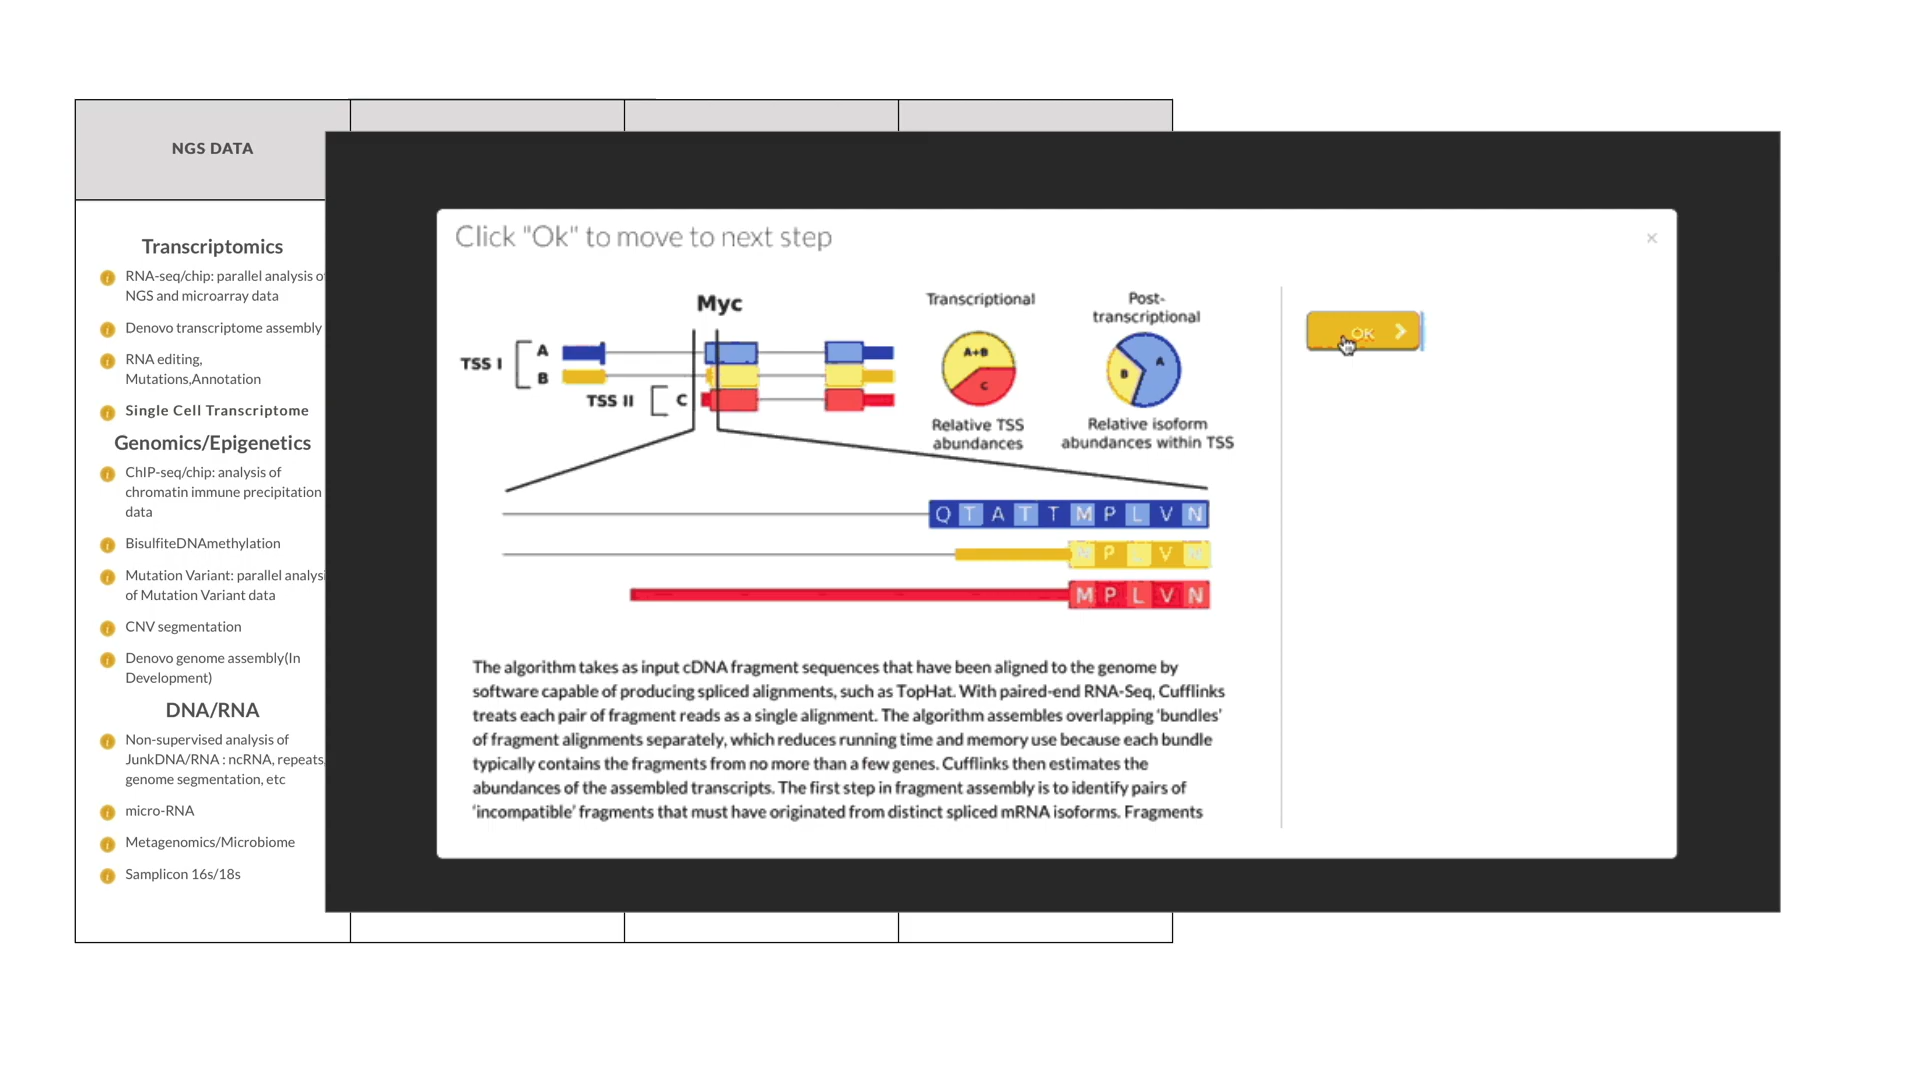 NGS DATA
Transcriptomics
RNA-seq/chip: parallel analysis of
NGS and microarray data
Denovo transcriptome assembly
RNA editing,
Mutations,Annotation
Single Cell Transcriptome
Genomics/Epigenetics
ChIP-seq/chip: analysis of
chromatin immune precipitation
data
BisulfiteDNAmethylation
Mutation Variant: parallel analysi
of Mutation Variant data
CNV segmentation
Denovo genome assembly(In
Development)
DNA/RNA
Non-supervised analysis of
JunkDNA/RNA : ncRNA, repeats,
genome segmentation, etc
micro-RNA
Metagenomics/Microbiome
Samplicon 16s/18s
Click "Ok" to move to next step
×
Myc
TSS I
A
B
TSS II
C
Transcriptional
A+B
C
Relative TSS
abundances
Post-
transcriptional
A
B
Relative isoform
abundances within TSS
Q T A T T M P L V N
M P L V N
M P L V N
OK
The algorithm takes as input cDNA fragment sequences that have been aligned to the genome by
software capable of producing spliced alignments, such as TopHat. With paired-end RNA-Seq, Cufflinks
treats each pair of fragment reads as a single alignment. The algorithm assembles overlapping ‘bundles’
of fragment alignments separately, which reduces running time and memory use because each bundle
typically contains the fragments from no more than a few genes. Cufflinks then estimates the
abundances of the assembled transcripts. The first step in fragment assembly is to identify pairs of
‘incompatible’ fragments that must have originated from distinct spliced mRNA isoforms. Fragments